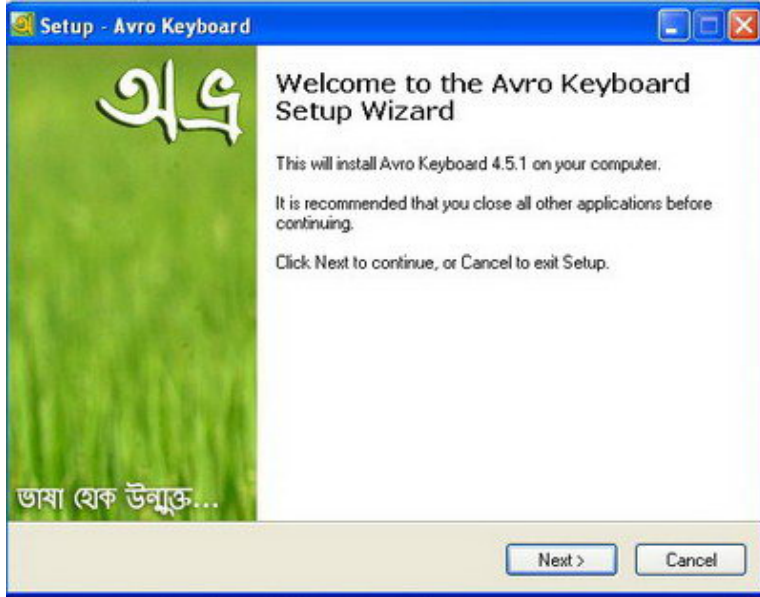 Setup - Avro Keyboard
অভ্র
Welcome to the Avro Keyboard
Setup Wizard
This will install Avro Keyboard 4.5.1 on your computer.
It is recommended that you close all other applications before
continuing.
Click Next to continue, or Cancel to exit Setup.
ভাষা হোক উন্মুক্ত...
Next >
Cancel